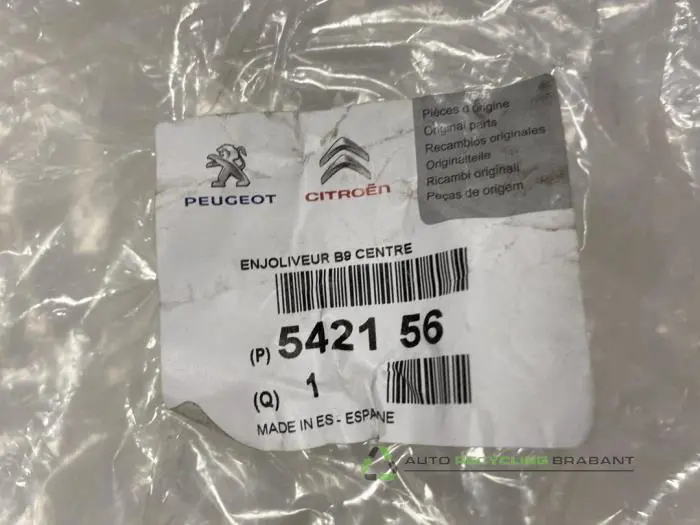 PEUGEOT
CITROËN
Pièces d'origine
Original parts
Recambios originales
Originalteile
Ricambi originali
Peças de origem
ENJOLIVEUR B9 CENTRE
(P) 5421 56
(Q) 1
MADE IN ES - ESPAGNE
AUTO RECYCLING BRABANT